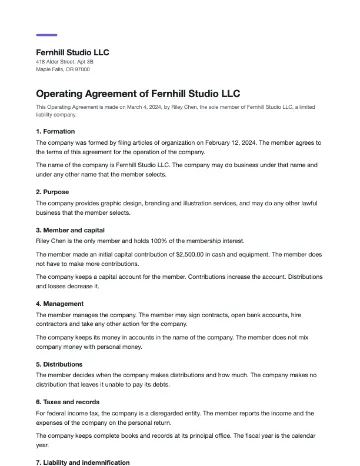 Fernhill Studio LLC
418 Alder Street, Apt 3B
Maple Falls, OR 97000
Operating Agreement of Fernhill Studio LLC
This Operating Agreement is made on March 4, 2024, by Riley Chen, the sole member of Fernhill Studio LLC, a limited
liability company.
1. Formation
The company was formed by filing articles of organization on February 12, 2024. The member agrees to
the terms of this agreement for the operation of the company.
The name of the company is Fernhill Studio LLC. The company may do business under that name and
under any other name that the member selects.
2. Purpose
The company provides graphic design, branding and illustration services, and may do any other lawful
business that the member selects.
3. Member and capital
Riley Chen is the only member and holds 100% of the membership interest.
The member made an initial capital contribution of $2,500.00 in cash and equipment. The member does
not have to make more contributions.
The company keeps a capital account for the member. Contributions increase the account. Distributions
and losses decrease it.
4. Management
The member manages the company. The member may sign contracts, open bank accounts, hire
contractors and take any other action for the company.
The company keeps its money in accounts in the name of the company. The member does not mix
company money with personal money.
5. Distributions
The member decides when the company makes distributions and how much. The company makes no
distribution that leaves it unable to pay its debts.
6. Taxes and records
For federal income tax, the company is a disregarded entity. The member reports the income and the
expenses of the company on the personal return.
The company keeps complete books and records at its principal office. The fiscal year is the calendar
year.
7. Liability and indemnification